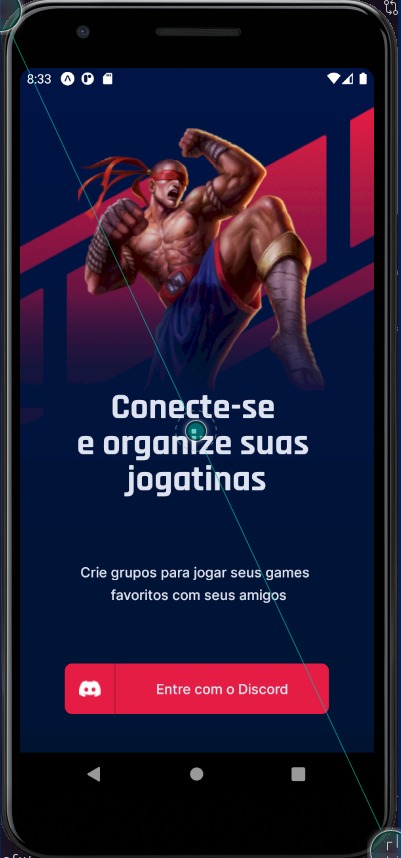 8:33
Conecte-se
e organize suas
jogatinas
Crie grupos para jogar seus games
favoritos com seus amigos
Entre com o Discord